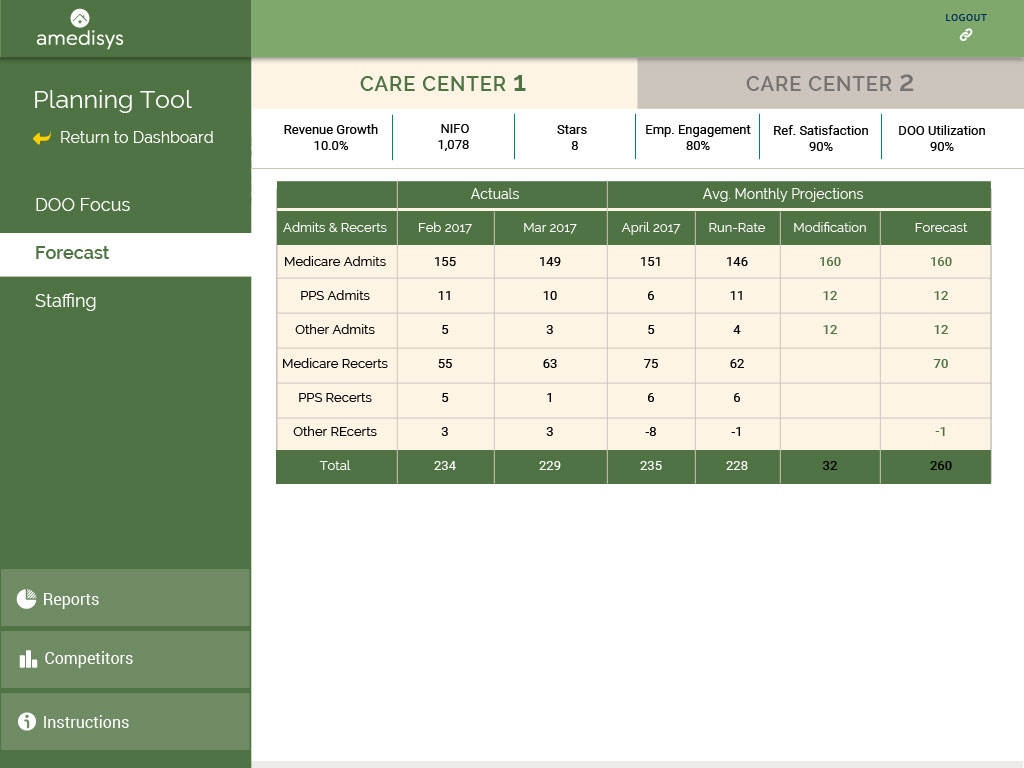 amedisys
LOGOUT
Planning Tool
Return to Dashboard
DOO Focus
Forecast
Staffing
Reports
Competitors
Instructions
CARE CENTER 1 CARE CENTER 2
Revenue Growth NIFO Stars Emp. Engagement Ref. Satisfaction DOO Utilization
10.0% 1,078 8 80% 90% 90%
Actuals Avg. Monthly Projections
Admits & Recerts Feb 2017 Mar 2017 April 2017 Run-Rate Modification Forecast
Medicare Admits 155 149 151 146 160 160
PPS Admits 11 10 6 11 12 12
Other Admits 5 3 5 4 12 12
Medicare Recerts 55 63 75 62 70
PPS Recerts 5 1 6 6
Other REcerts 3 3 -8 -1 -1
Total 234 229 235 228 32 260